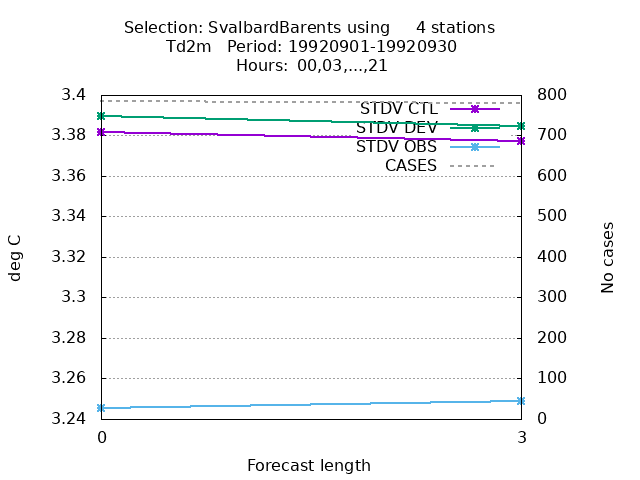 Selection: SvalbardBarents using     4 stations
Td2m   Period: 19920901-19920930
Hours:  00,03,...,21
3.4
3.38
3.36
3.34
3.32
3.3
3.28
3.26
3.24
800
700
600
500
400
300
200
100
0
STDV CTL
STDV DEV
STDV OBS
CASES
deg C
No cases
0
3
Forecast length